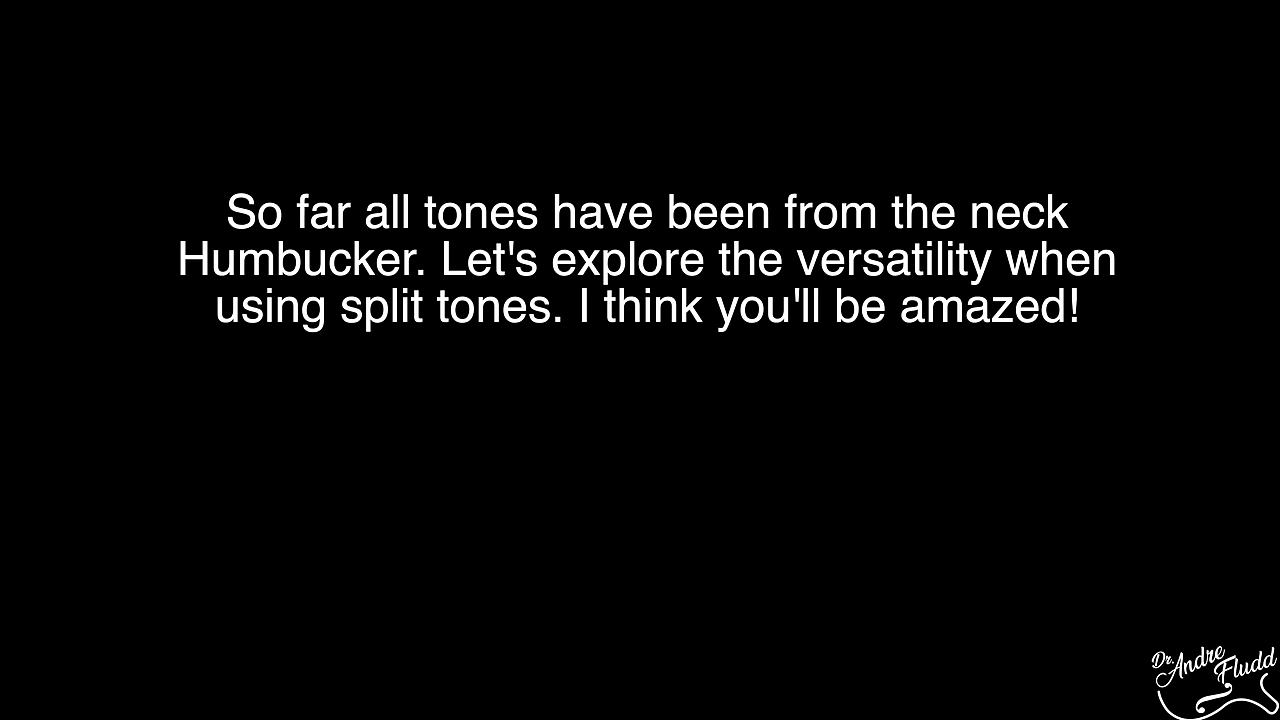 So far all tones have been from the neck
Humbucker. Let's explore the versatility when
using split tones. I think you'll be amazed!
Dr. Andre
Fludd